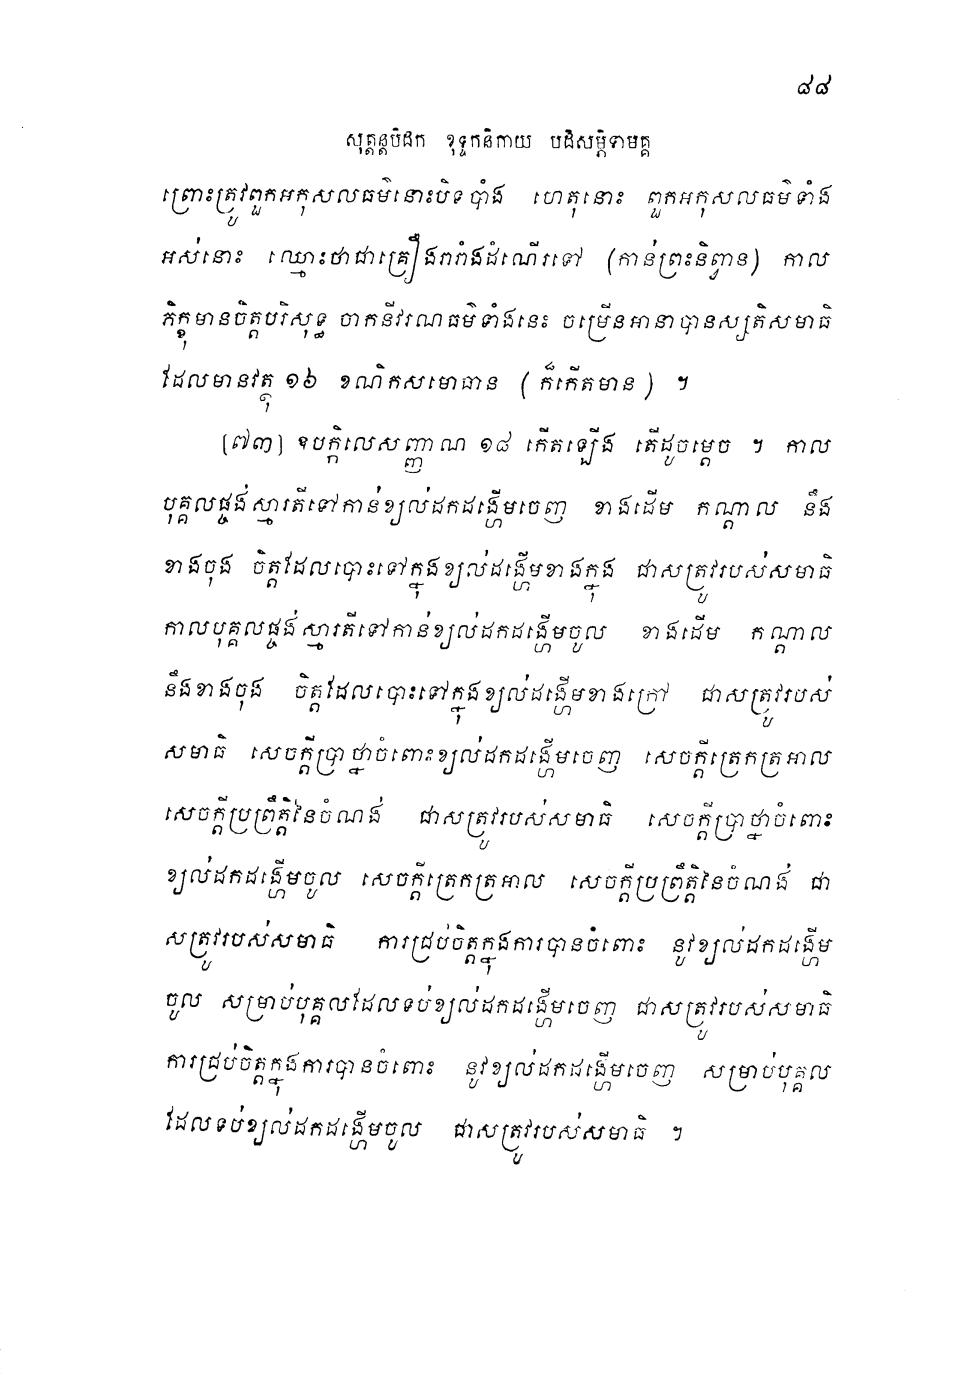 ៨៨
សុត្តន្តបិដក ខុទ្ទកនិកាយ បដិសម្ភិទាមគ្គ
ព្រោះត្រូវពួកអកុសលធម៌នោះបិទបាំង ហេតុនោះ ពួកអកុសលធម៌ទាំង
អស់នោះ ឈ្មោះថាជាគ្រឿងរារាំងដំណើរទៅ (កាន់ព្រះនិព្វាន) កាល
ភិក្ខុមានចិត្តបរិសុទ្ធ ចាកនីវរណធម៌ទាំងនេះ ចម្រើនអានាបានស្សតិសមាធិ
ដែលមានវត្ថុ ១៦ ខណិកសមោធាន (ក៏កើតមាន) ។
[៧៣] ឧបក្កិលេសញ្ញាណ ១៨ កើតឡើង តើដូចម្តេច ។ កាល
បុគ្គលផ្ចង់ស្មារតីទៅកាន់ខ្យល់ដកដង្ហើមចេញ ខាងដើម កណ្តាល នឹង
ខាងចុង ចិត្តដែលបោះទៅក្នុងខ្យល់ដង្ហើមខាងក្នុង ជាសត្រូវរបស់សមាធិ
កាលបុគ្គលផ្ចង់ស្មារតីទៅកាន់ខ្យល់ដកដង្ហើមចូល ខាងដើម កណ្តាល
នឹងខាងចុង ចិត្តដែលបោះទៅក្នុងខ្យល់ដង្ហើមខាងក្រៅ ជាសត្រូវរបស់
សមាធិ សេចក្តីប្រាថ្នាចំពោះខ្យល់ដកដង្ហើមចេញ សេចក្តីត្រេកត្រអាល
សេចក្តីប្រព្រឹត្តិនៃចំណង់ ជាសត្រូវរបស់សមាធិ សេចក្តីប្រាថ្នាចំពោះ
ខ្យល់ដកដង្ហើមចូល សេចក្តីត្រេកត្រអាល សេចក្តីប្រព្រឹត្តិនៃចំណង់ ជា
សត្រូវរបស់សមាធិ ការជ្រប់ចិត្តក្នុងការបានចំពោះ នូវខ្យល់ដកដង្ហើម
ចូល សម្រាប់បុគ្គលដែលទប់ខ្យល់ដកដង្ហើមចេញ ជាសត្រូវរបស់សមាធិ
ការជ្រប់ចិត្តក្នុងការបានចំពោះ នូវខ្យល់ដកដង្ហើមចេញ សម្រាប់បុគ្គល
ដែលទប់ខ្យល់ដកដង្ហើមចូល ជាសត្រូវរបស់សមាធិ ។